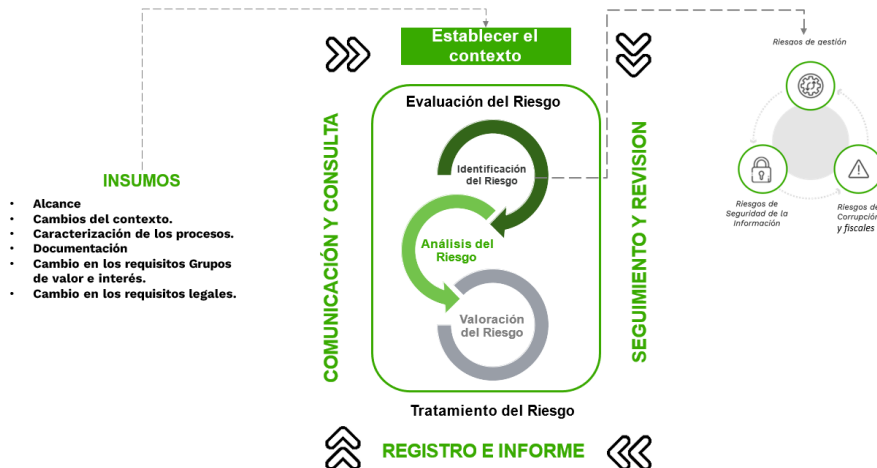 Establecer el
contexto
Riesgos de gestión
Evaluación del Riesgo
COMUNICACIÓN Y CONSULTA
SEGUIMIENTO Y REVISION
Identificación
del Riesgo
INSUMOS
• Alcance
• Cambios del contexto.
• Caracterización de los procesos.
• Documentación
• Cambio en los requisitos Grupos
de valor e interés.
• Cambio en los requisitos legales.
Riesgos de
Seguridad de la
Información
Riesgos de
Corrupción
y fiscales
Análisis del
Riesgo
Valoración
del Riesgo
Tratamiento del Riesgo
REGISTRO E INFORME